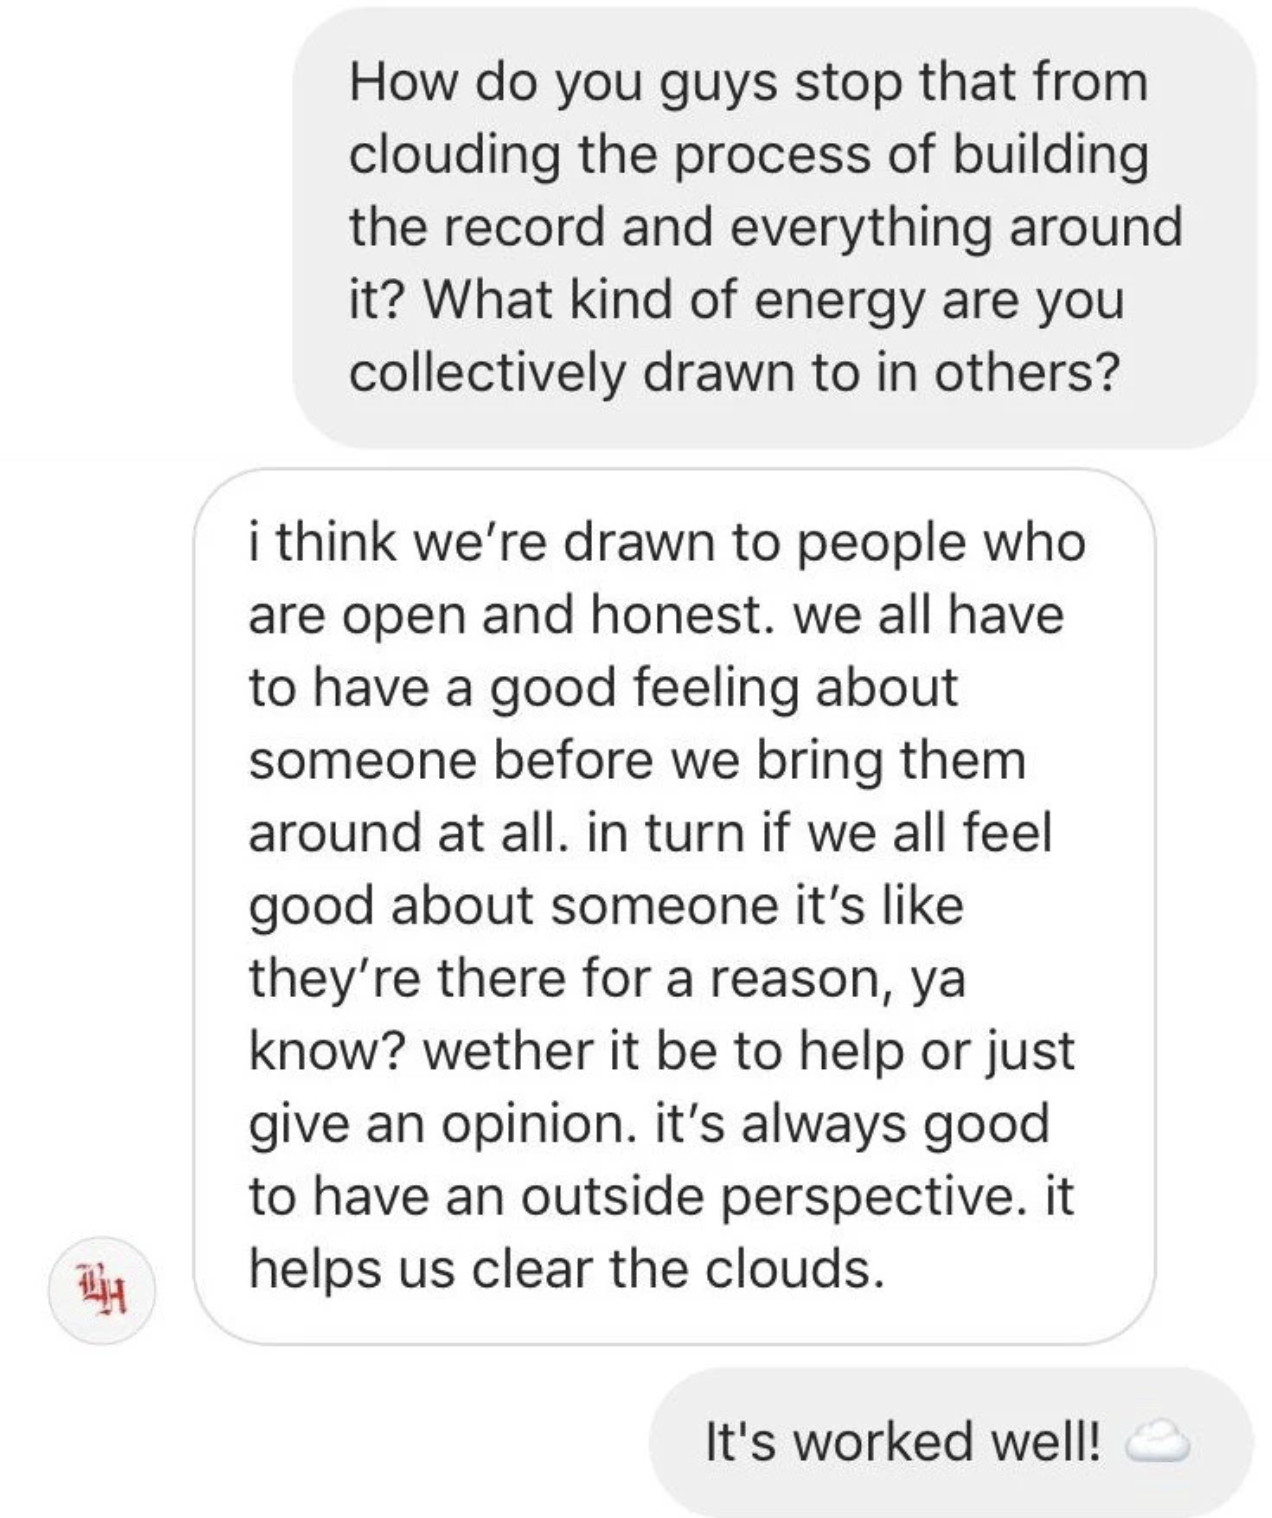 How do you guys stop that from
clouding the process of building
the record and everything around
it? What kind of energy are you
collectively drawn to in others?
i think we’re drawn to people who
are open and honest. we all have
to have a good feeling about
someone before we bring them
around at all. in turn if we all feel
good about someone it’s like
they’re there for a reason, ya
know? wether it be to help or just
give an opinion. it’s always good
to have an outside perspective. it
helps us clear the clouds.
It's worked well! ☁️